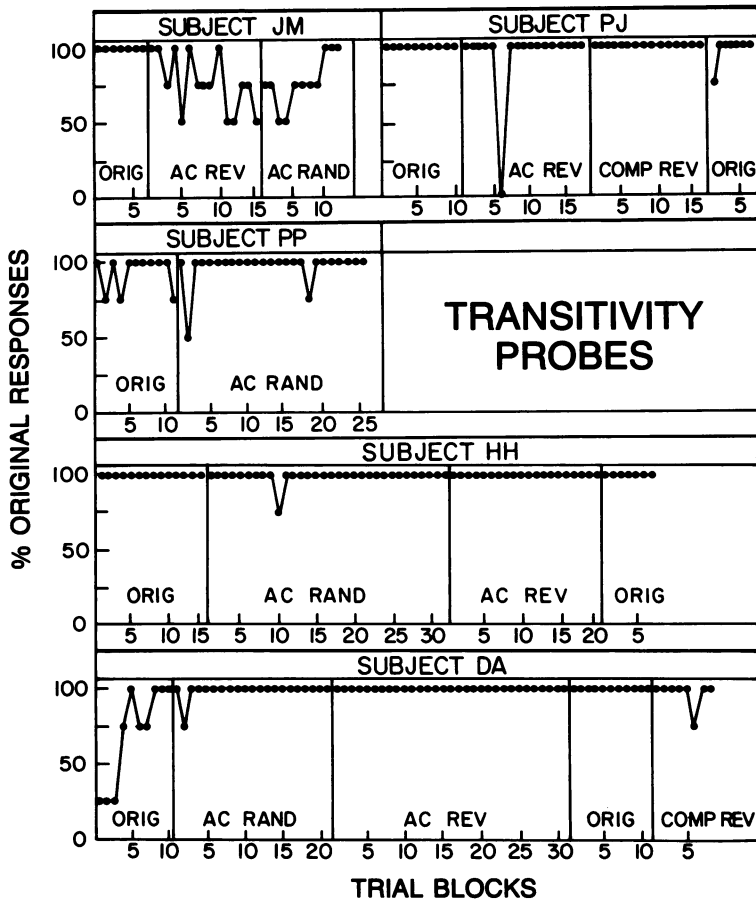 SUBJECT JM SUBJECT PJ
100
50
0
ORIG AC REV AC RAND ORIG AC REV COMP REV ORIG
5 5 10 15 5 10 5 10 5 10 15 5 10 15 5
SUBJECT PP
100
50
0
ORIG AC RAND
5 10 5 10 15 20 25
TRANSITIVITY
PROBES
SUBJECT HH
100
50
0
ORIG AC RAND AC REV ORIG
5 10 15 5 10 15 20 25 30 5 10 15 20 5
SUBJECT DA
100
50
0
ORIG AC RAND AC REV ORIG COMP REV
5 10 5 10 15 20 5 10 15 20 25 30 5 10 5
% ORIGINAL RESPONSES
TRIAL BLOCKS